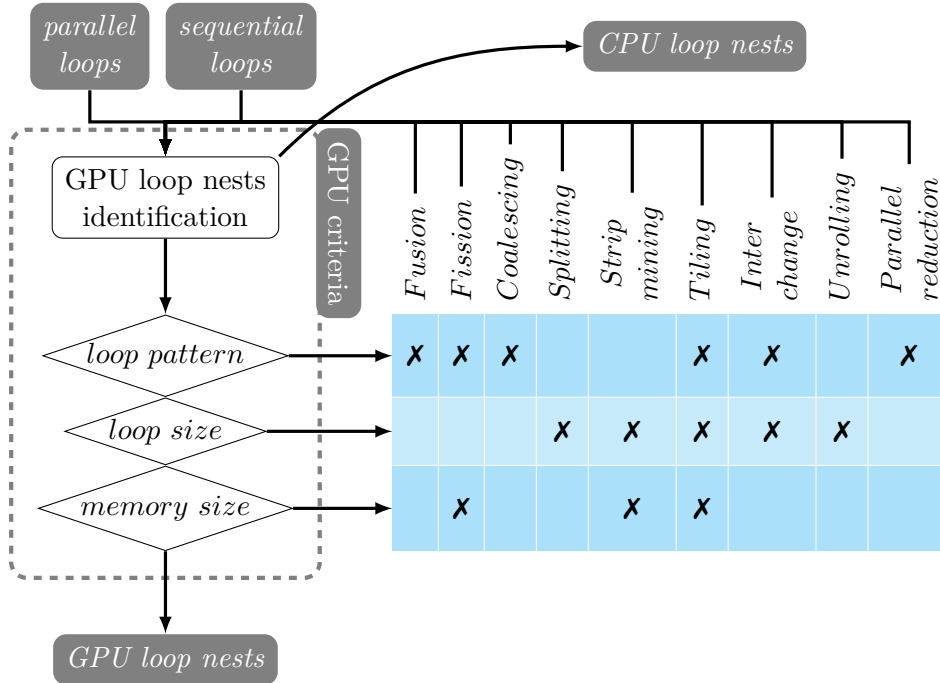 parallel
loops
sequential
loops
CPU loop nests
GPU loop nests
identification
GPU criteria
Fusion
Fission
Coalescing
Splitting
Strip
mining
Tiling
Inter
change
Unrolling
Parallel
reduction
loop pattern
✗ ✗ ✗ ✗ ✗ ✗
loop size
✗ ✗ ✗ ✗ ✗
memory size
✗ ✗ ✗
GPU loop nests